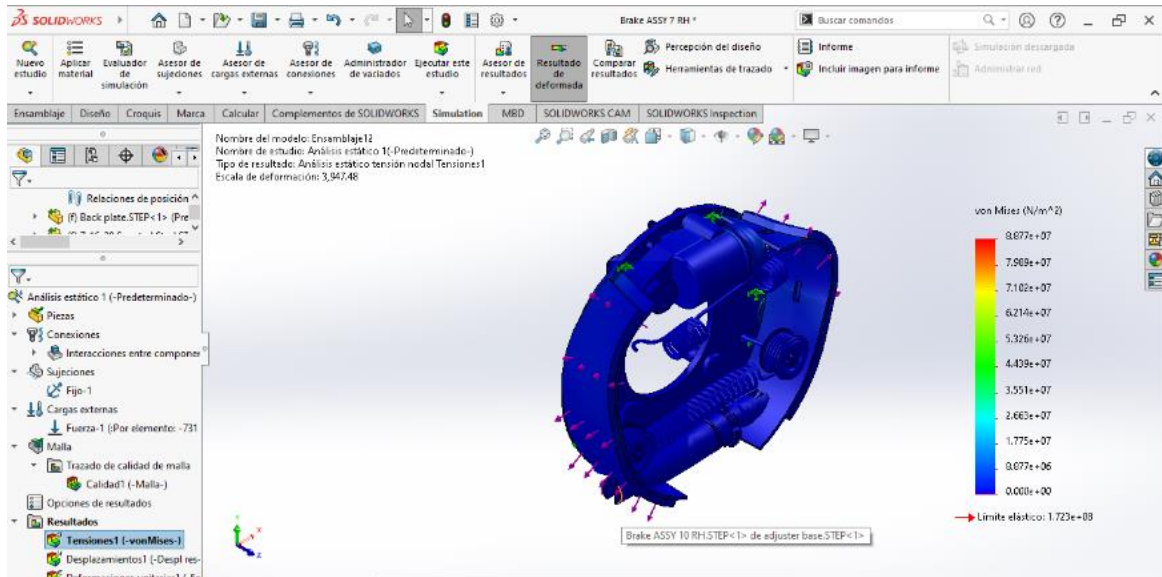 SOLIDWORKS
Brake ASSY 7 RH *
Buscar comandos
Nuevo estudio
Aplicar material
Evaluador de simulación
Asesor de sujeciones
Asesor de cargas externas
Asesor de conexiones
Administrador de variados
Ejecutar este estudio
Asesor de resultados
Resultado de deformada
Comparar resultados
Percepción del diseño
Herramientas de trazado
Informe
Incluir imagen para informe
Simulación descargada
Administrar red
Ensamblaje Diseño Croquis Marca Calcular Complementos de SOLIDWORKS Simulation MBD SOLIDWORKS CAM SOLIDWORKS Inspection
Nombre del modelo: Ensamblaje12
Nombre de estudio: Análisis estático 1(-Predeterminado-)
Tipo de resultado: Análisis estático tensión nodal Tensiones1
Escala de deformación: 3,947.48
Relaciones de posición
(f) Back plate.STEP<1> (Pre
Análisis estático 1 (-Predeterminado-)
Piezas
Conexiones
Interacciones entre componer
Sujeciones
Fijo-1
Cargas externas
Fuerza-1 (:Por elemento: -731
Malla
Trazado de calidad de malla
Calidad1 (-Malla-)
Opciones de resultados
Resultados
Tensiones1 (-vonMises-)
Desplazamientos1 (-Despl res-
von Mises (N/m^2)
8.877e+07
7.989e+07
7.102e+07
6.214e+07
5.326e+07
4.439e+07
3.551e+07
2.663e+07
1.775e+07
8.877e+06
0.000e+00
Límite elástico: 1.723e+08
Brake ASSY 10 RH.STEP<1> de adjuster base.STEP<1>